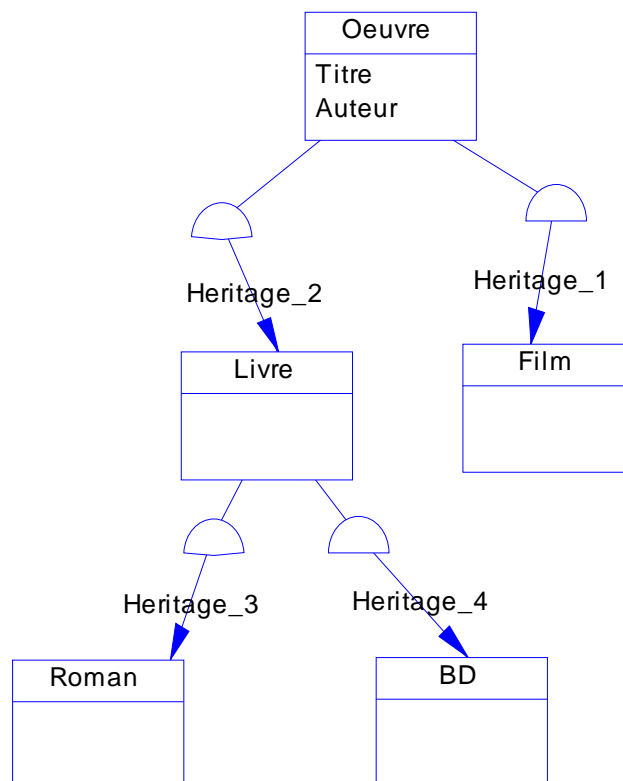 Oeuvre
Titre
Auteur
Heritage_2
Heritage_1
Livre
Film
Heritage_3
Heritage_4
Roman
BD